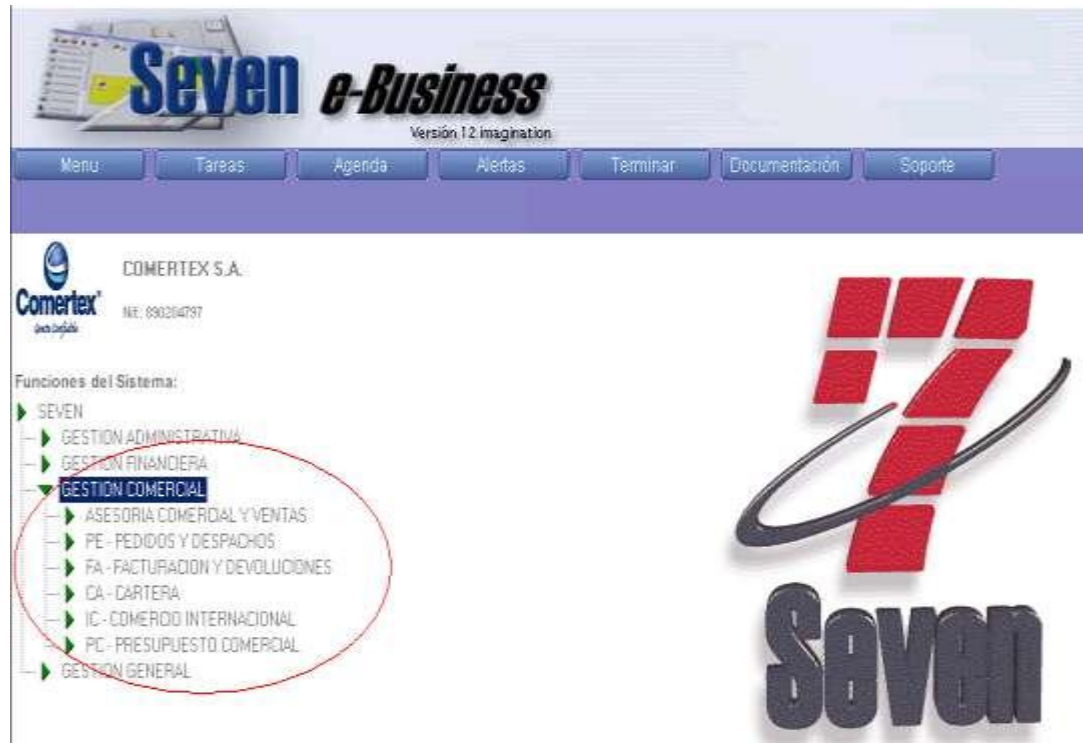 Seven e-Business
Versión 12 imagination
Menu Tareas Agenda Alertas Terminar Documentación Soporte
COMERTEX S.A.
Comertex
Nit: 890204797
Funciones del Sistema:
SEVEN
GESTION ADMINISTRATIVA
GESTION FINANCIERA
GESTION COMERCIAL
ASESORIA COMERCIAL Y VENTAS
PE - PEDIDOS Y DESPACHOS
FA - FACTURACION Y DEVOLUCIONES
CA - CARTERA
IC - COMERCIO INTERNACIONAL
PC - PRESUPUESTO COMERCIAL
GESTION GENERAL
7
Seven